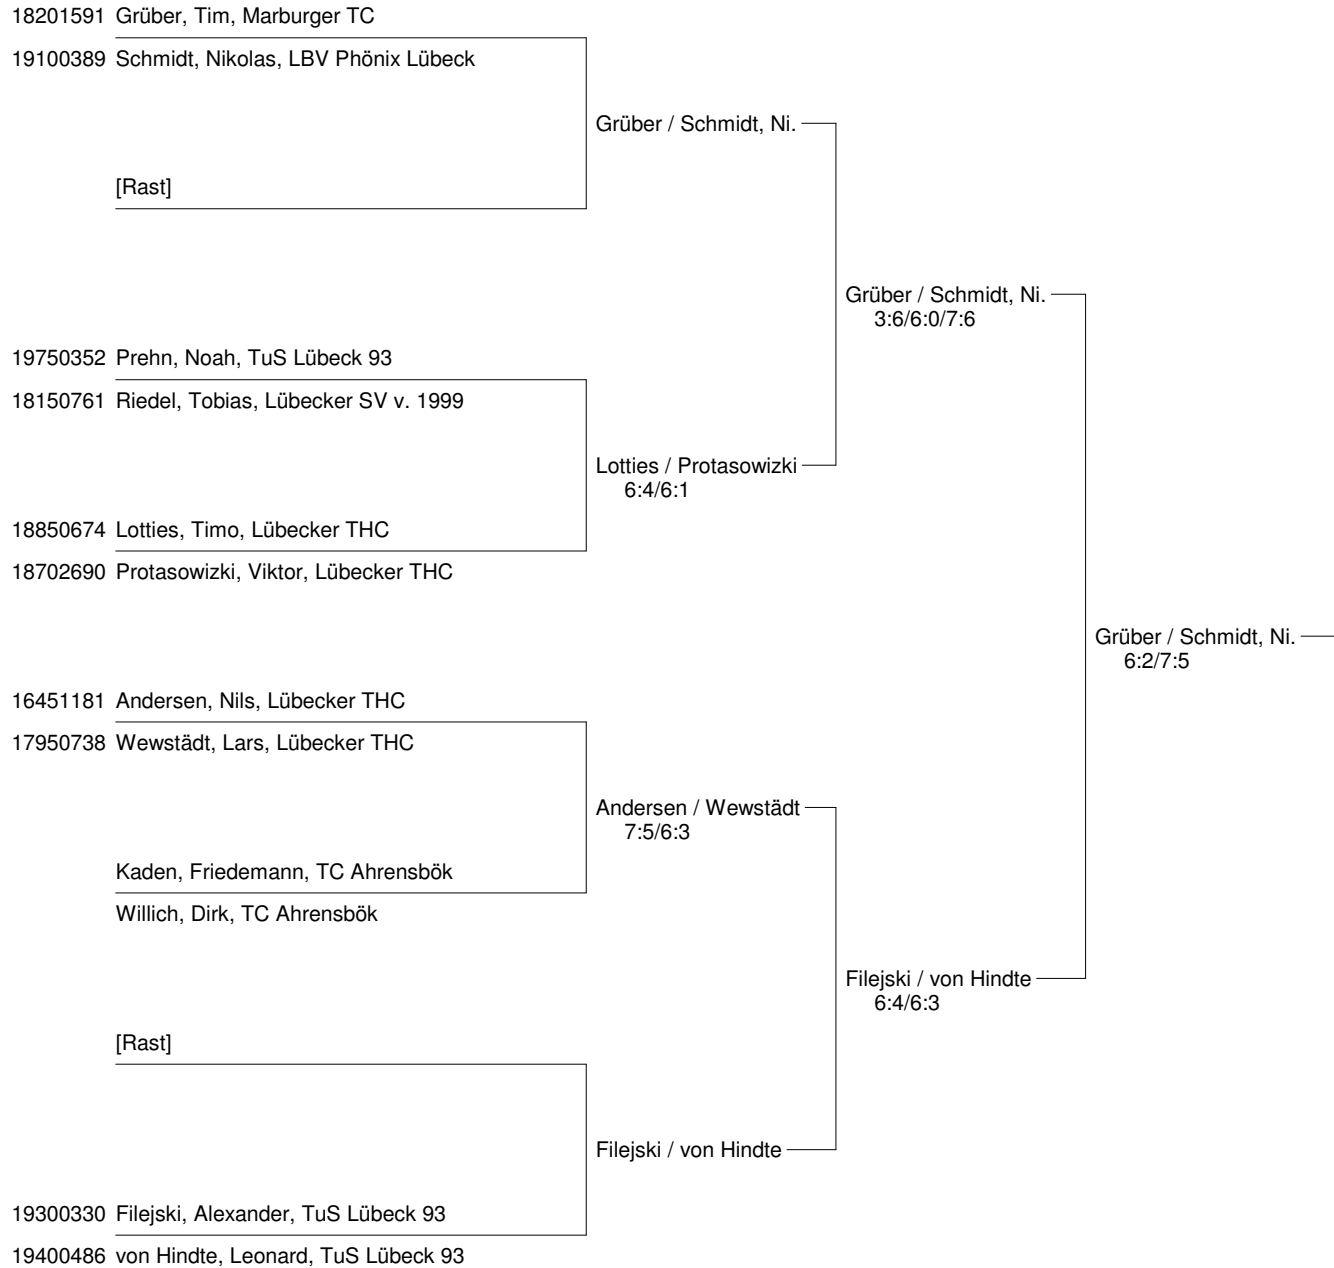 18201591 Grüber, Tim, Marburger TC
19100389 Schmidt, Nikolas, LBV Phönix Lübeck
Grüber / Schmidt, Ni.
[Rast]
Grüber / Schmidt, Ni.
3:6/6:0/7:6
19750352 Prehn, Noah, TuS Lübeck 93
18150761 Riedel, Tobias, Lübecker SV v. 1999
Lotties / Protasowizki
6:4/6:1
18850674 Lotties, Timo, Lübecker THC
18702690 Protasowizki, Viktor, Lübecker THC
Grüber / Schmidt, Ni.
6:2/7:5
16451181 Andersen, Nils, Lübecker THC
17950738 Wewstädt, Lars, Lübecker THC
Andersen / Wewstädt
7:5/6:3
Kaden, Friedemann, TC Ahrensbök
Willich, Dirk, TC Ahrensbök
Filejski / von Hindte
6:4/6:3
[Rast]
Filejski / von Hindte
19300330 Filejski, Alexander, TuS Lübeck 93
19400486 von Hindte, Leonard, TuS Lübeck 93